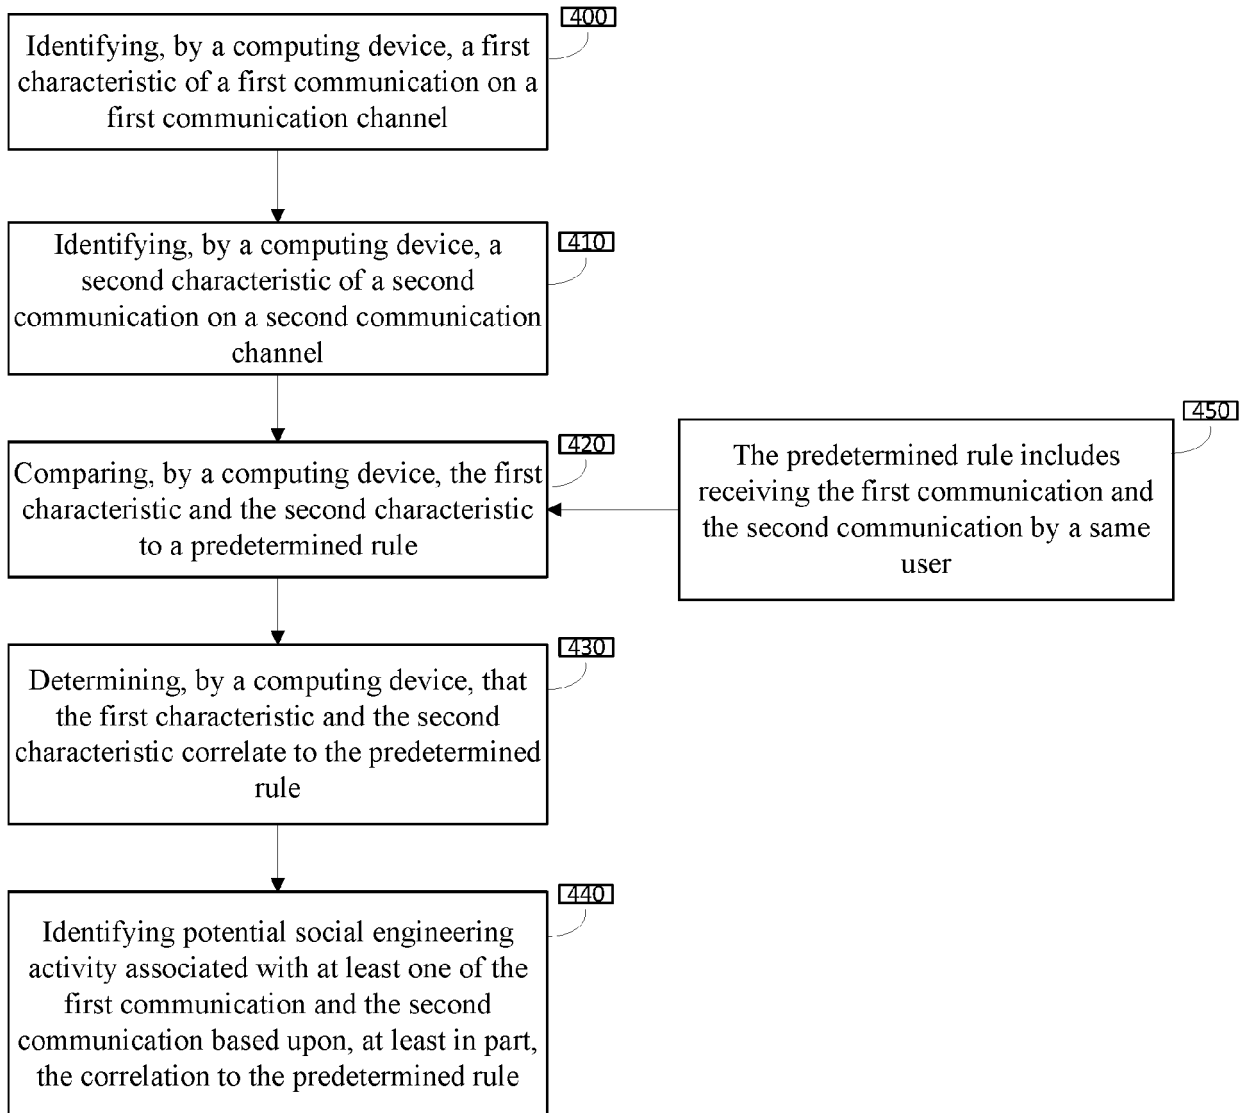 400
Identifying, by a computing device, a first
characteristic of a first communication on a
first communication channel
410
Identifying, by a computing device, a
second characteristic of a second
communication on a second communication
channel
420
Comparing, by a computing device, the first
characteristic and the second characteristic
to a predetermined rule
450
The predetermined rule includes
receiving the first communication and
the second communication by a same
user
430
Determining, by a computing device, that
the first characteristic and the second
characteristic correlate to the predetermined
rule
440
Identifying potential social engineering
activity associated with at least one of the
first communication and the second
communication based upon, at least in part,
the correlation to the predetermined rule